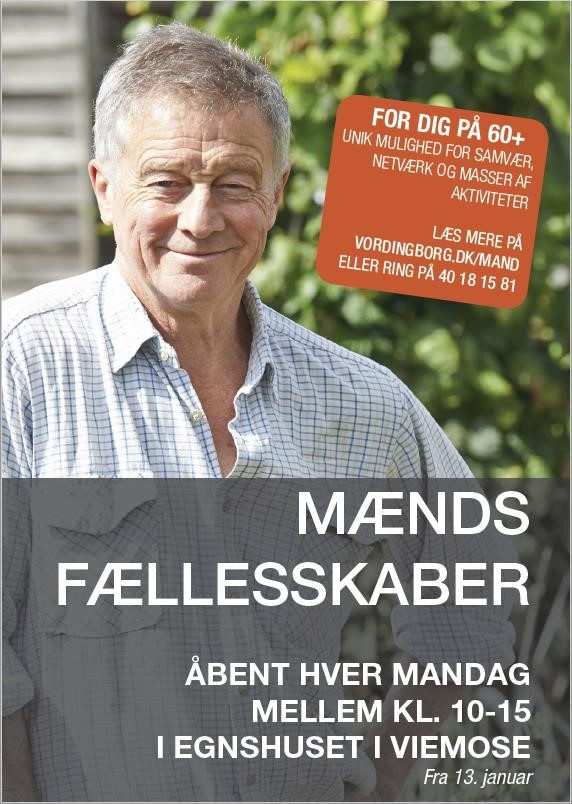 FOR DIG PÅ 60+
UNIK MULIGHED FOR SAMVÆR,
NETVÆRK OG MASSER AF
AKTIVITETER
LÆS MERE PÅ
VORDINGBORG.DK/MAND
ELLER RING PÅ 40 18 15 81
MÆNDS
FÆLLESSKABER
ÅBENT HVER MANDAG
MELLEM KL. 10-15
I EGNSHUSET I VIEMOSE
Fra 13. januar